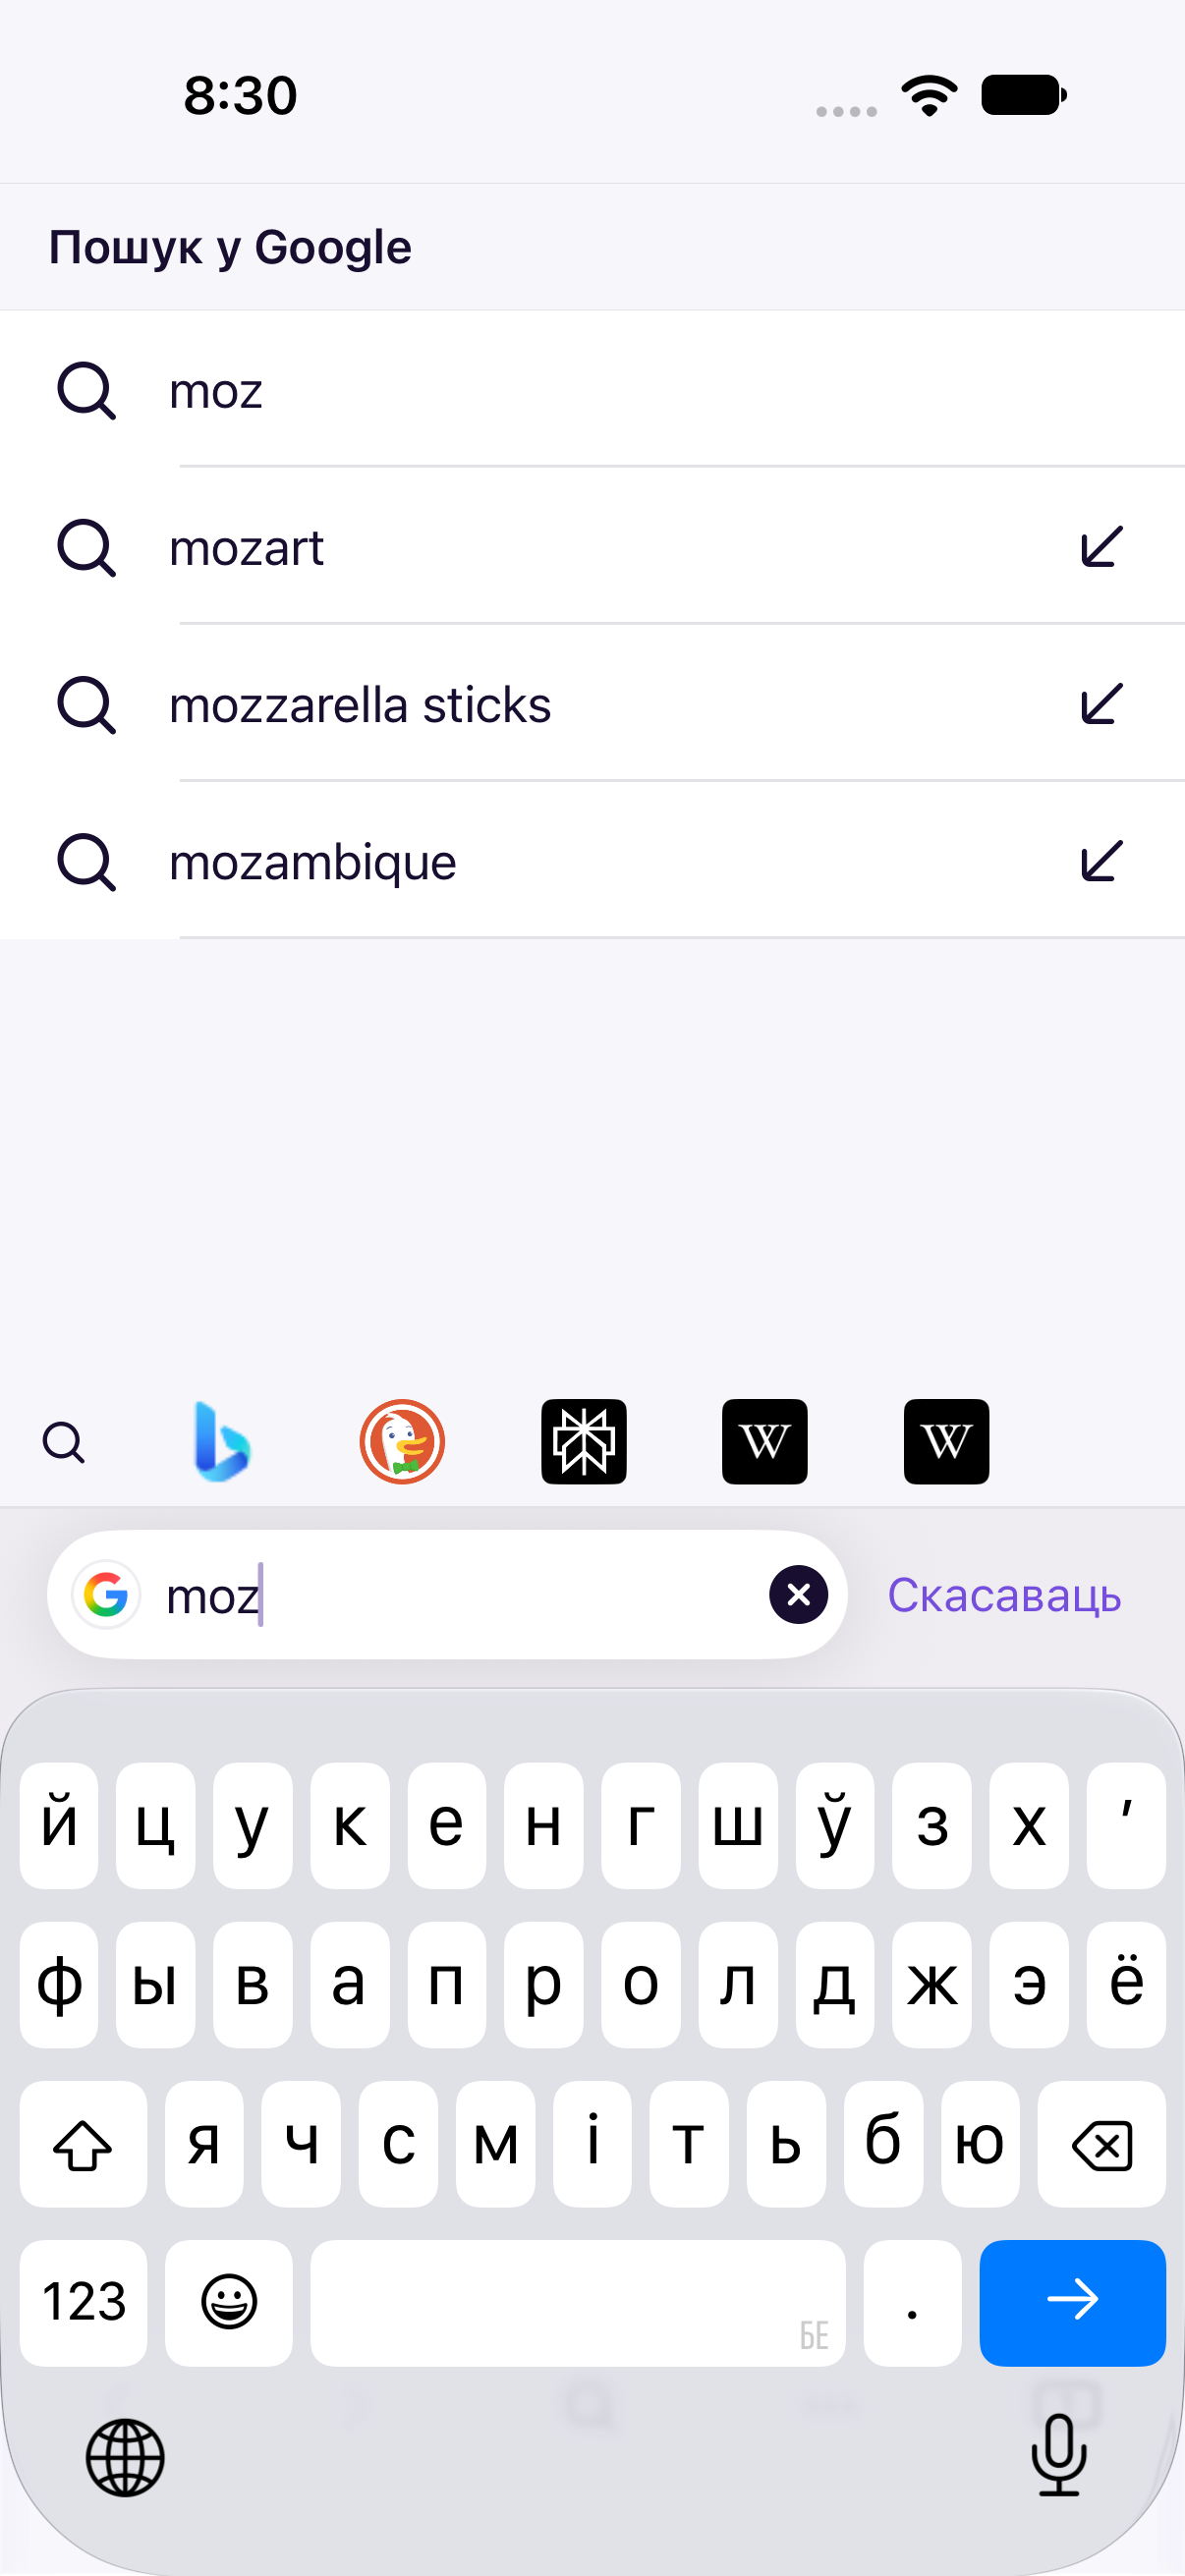 8:30
Пошук у Google
moz
mozart
mozzarella sticks
mozambique
W W
moz Скасаваць
й ц у к е н г ш ў з х '
ф ы в а п р о л д ж э ё
я ч с м і т ь б ю
123 БЕ .